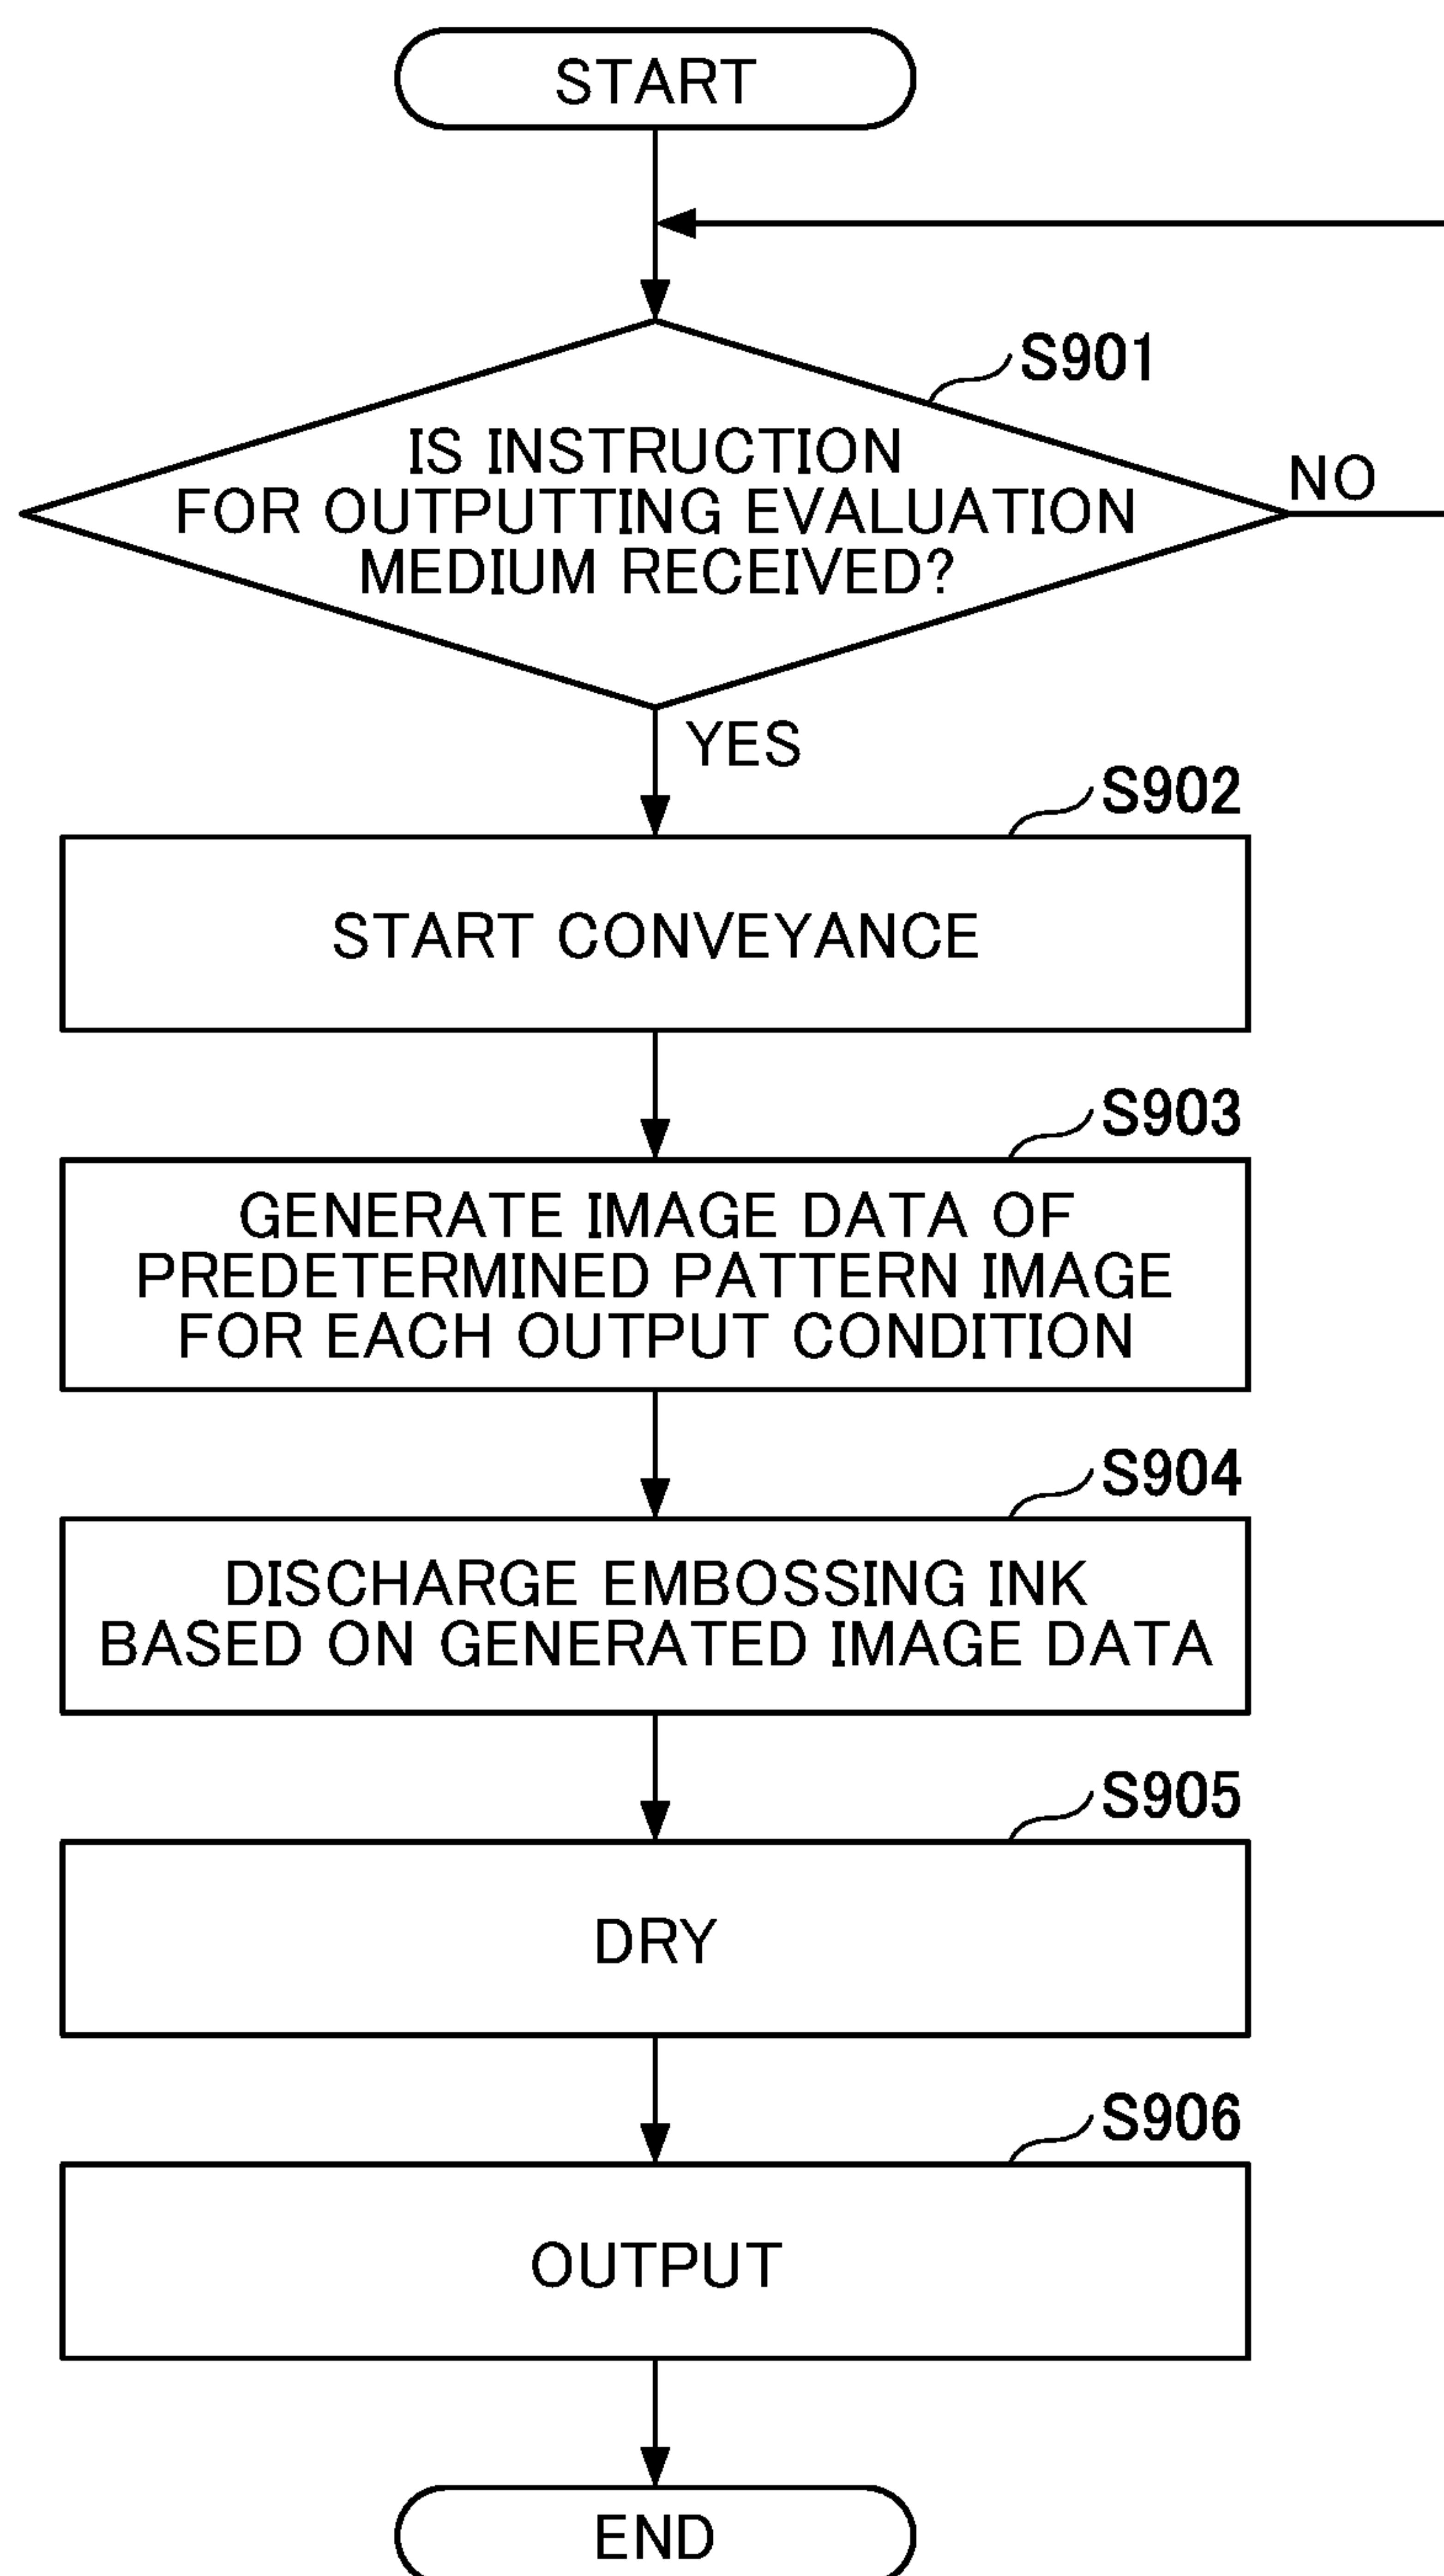 START
S901
IS INSTRUCTION
FOR OUTPUTTING EVALUATION
MEDIUM RECEIVED?
NO
YES
S902
START CONVEYANCE
S903
GENERATE IMAGE DATA OF
PREDETERMINED PATTERN IMAGE
FOR EACH OUTPUT CONDITION
S904
DISCHARGE EMBOSSING INK
BASED ON GENERATED IMAGE DATA
S905
DRY
S906
OUTPUT
END